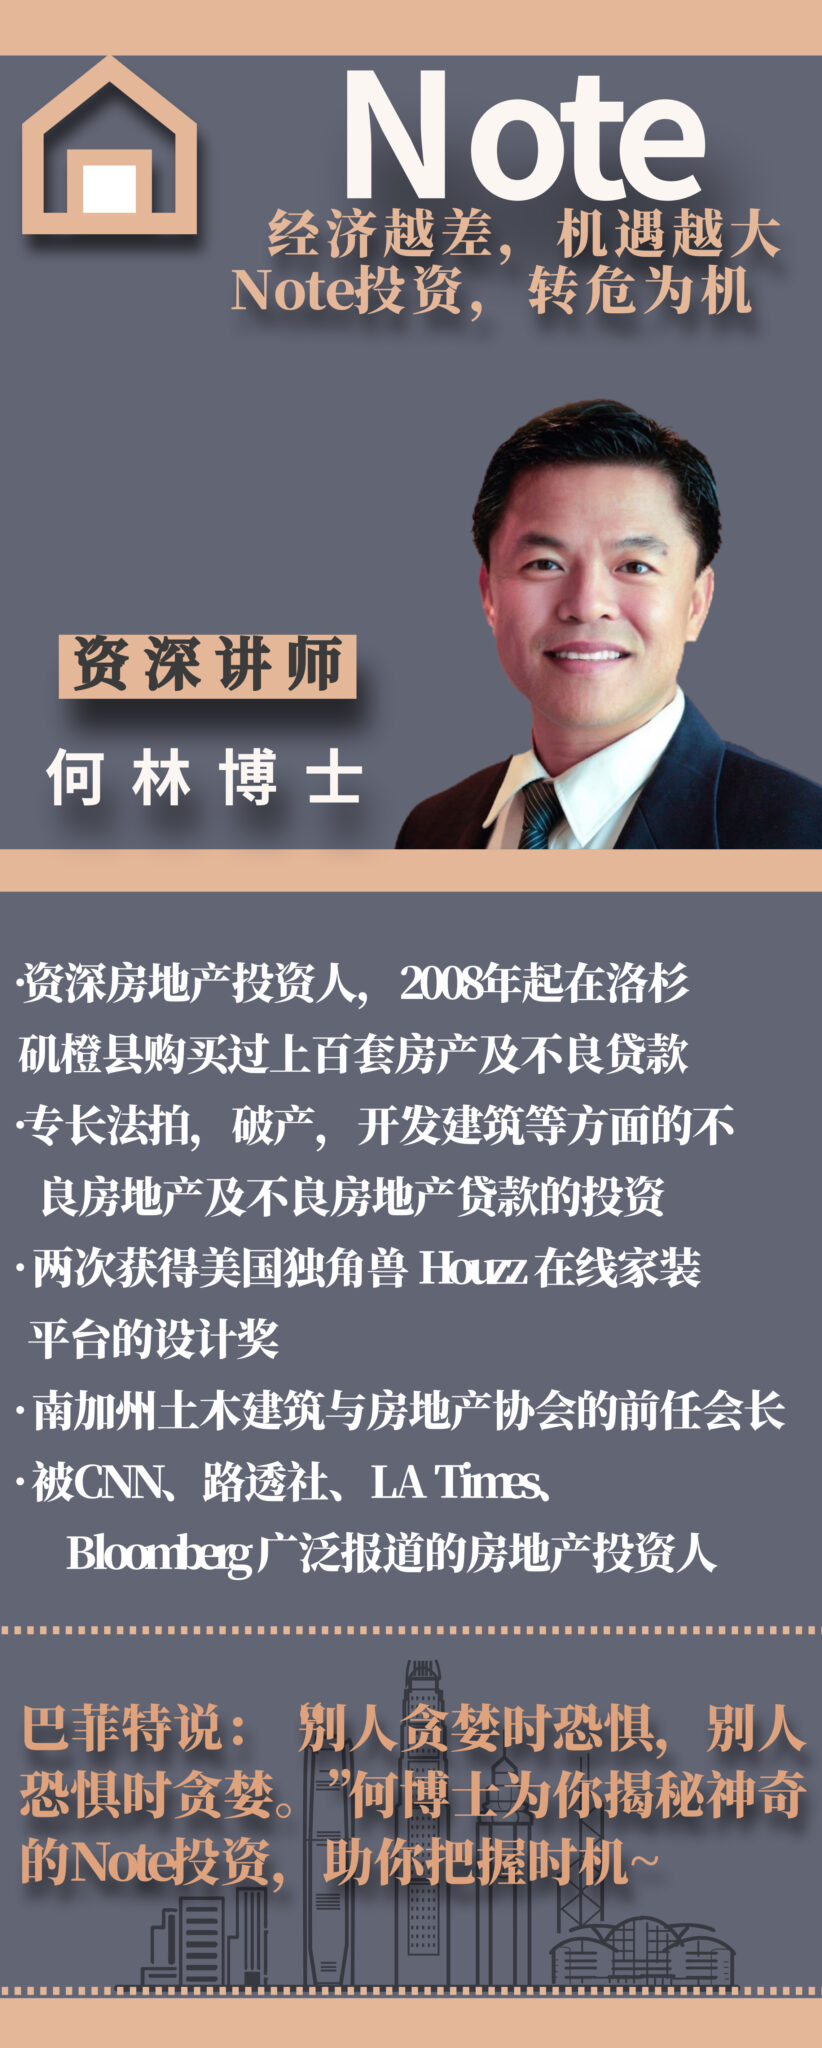 Note
经济越差，机遇越大
Note投资，转危为机
资深讲师
何林博士
·资深房地产投资人，2008年起在洛杉
矶橙县购买过上百套房产及不良贷款
·专长法拍，破产，开发建筑等方面的不
良房地产及不良房地产贷款的投资
·两次获得美国独角兽 Houzz 在线家装
平台的设计奖
·南加州土木建筑与房地产协会的前任会长
·被CNN、路透社、LA Times、
Bloomberg 广泛报道的房地产投资人
巴菲特说：“别人贪婪时恐惧，别人
恐惧时贪婪。”何博士为你揭秘神奇
的Note投资，助你把握时机~